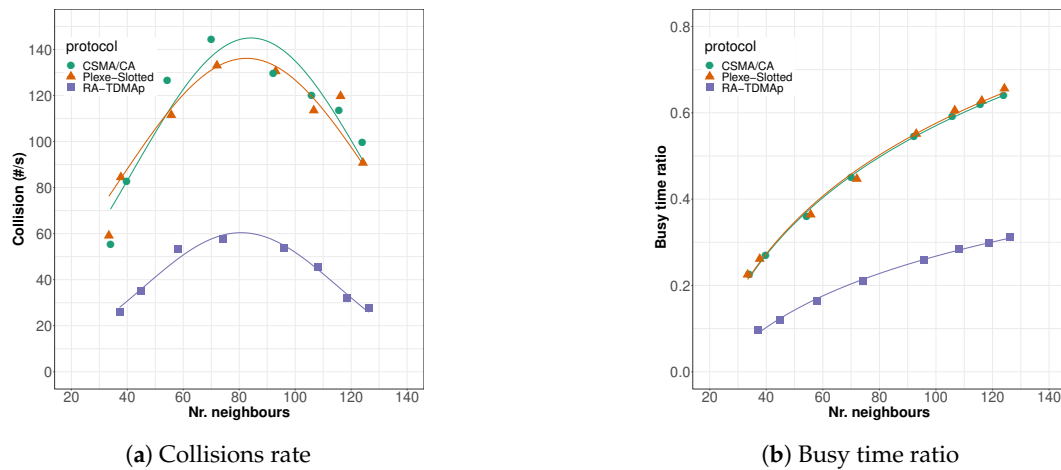 140
120
100
80
60
40
20
0
Collision (#/s)
protocol
CSMA/CA
Plexe-Slotted
RA-TDMAp
20 40 60 80 100 120 140
Nr. neighbours
(a) Collisions rate
0.8
0.6
0.4
0.2
0.0
Busy time ratio
protocol
CSMA/CA
Plexe-Slotted
RA-TDMAp
20 40 60 80 100 120 140
Nr. neighbours
(b) Busy time ratio